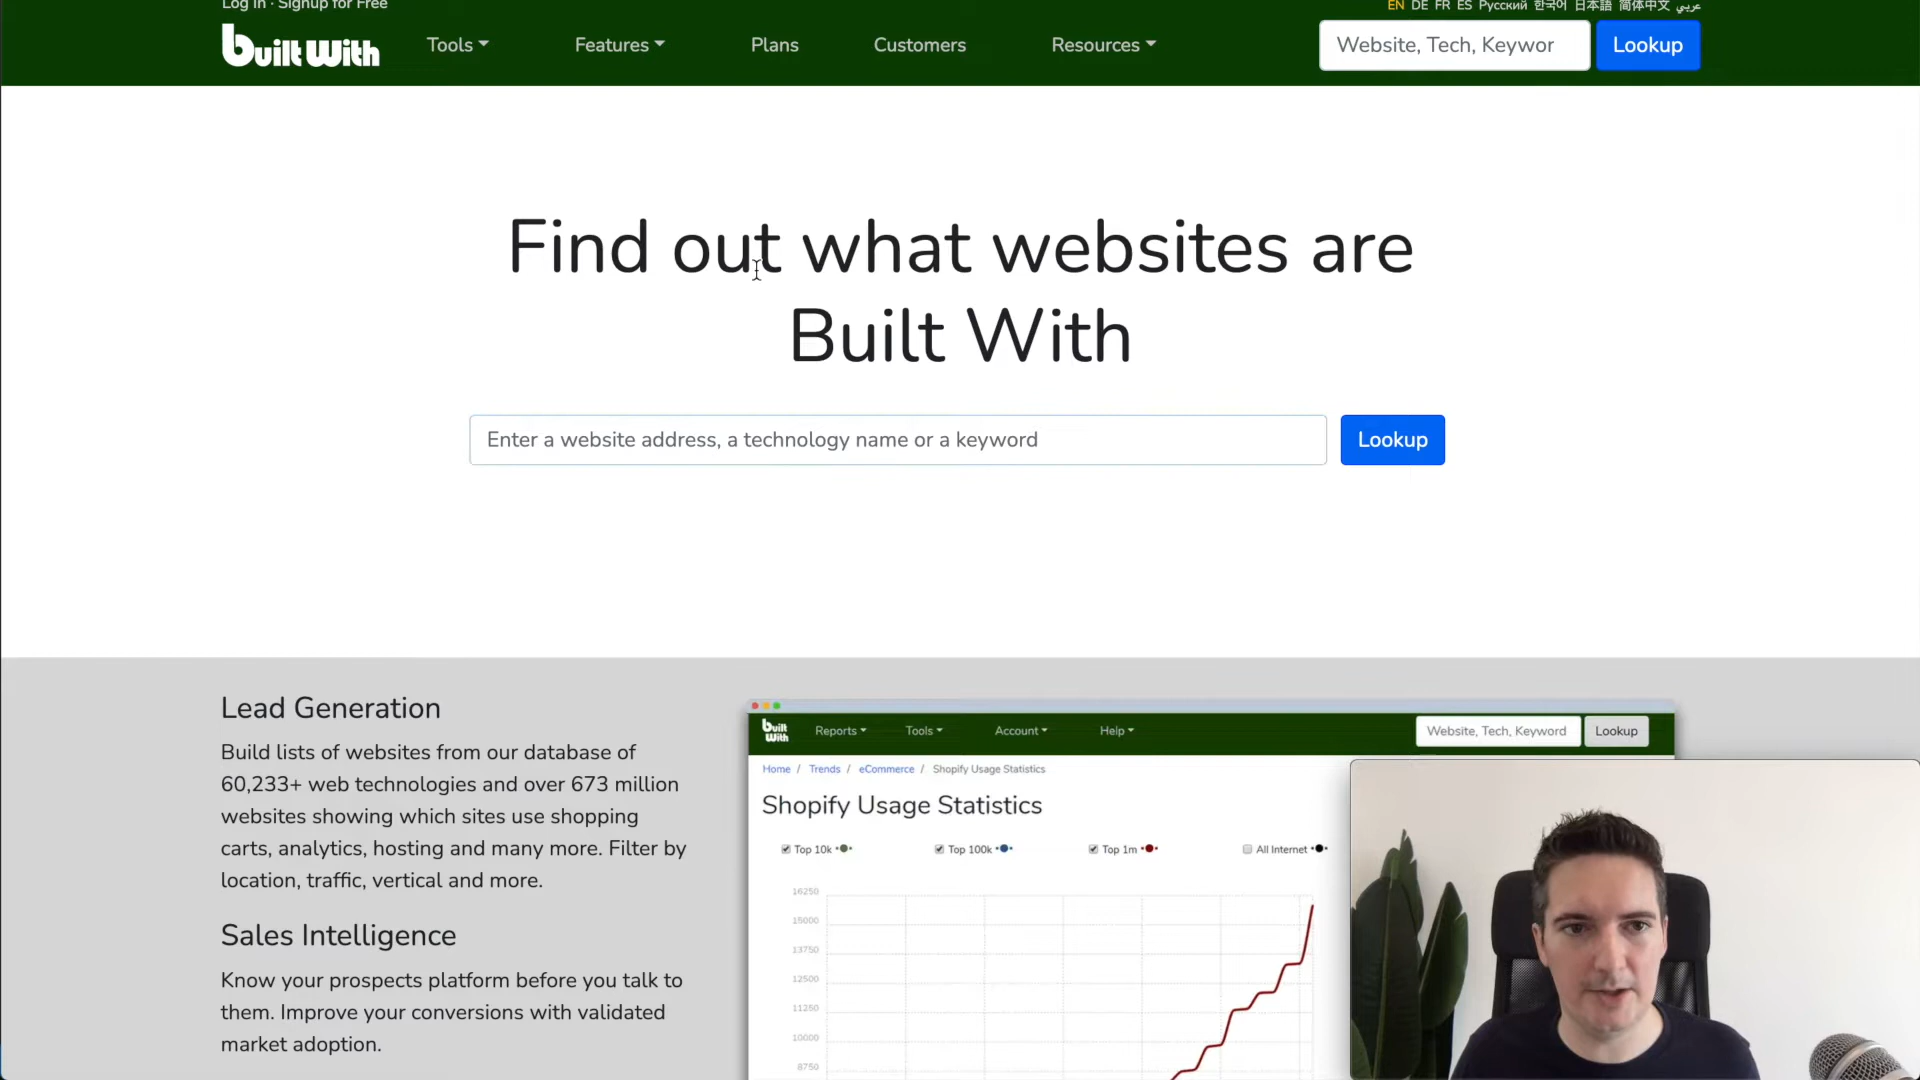 Log In · Signup for Free
EN DE FR ES Русский 한국어 日本語 简体中文 عربي
built with
Tools
Features
Plans
Customers
Resources
Website, Tech, Keywor
Lookup
Find out what websites are
Built With
Enter a website address, a technology name or a keyword
Lookup
Lead Generation
Build lists of websites from our database of
60,233+ web technologies and over 673 million
websites showing which sites use shopping
carts, analytics, hosting and many more. Filter by
location, traffic, vertical and more.
Sales Intelligence
Know your prospects platform before you talk to
them. Improve your conversions with validated
market adoption.
built with
Reports
Tools
Account
Help
Website, Tech, Keyword
Lookup
Home / Trends / eCommerce / Shopify Usage Statistics
Shopify Usage Statistics
Top 10k
Top 100k
Top 1m
All Internet
16250
15000
13750
12500
11250
10000
8750